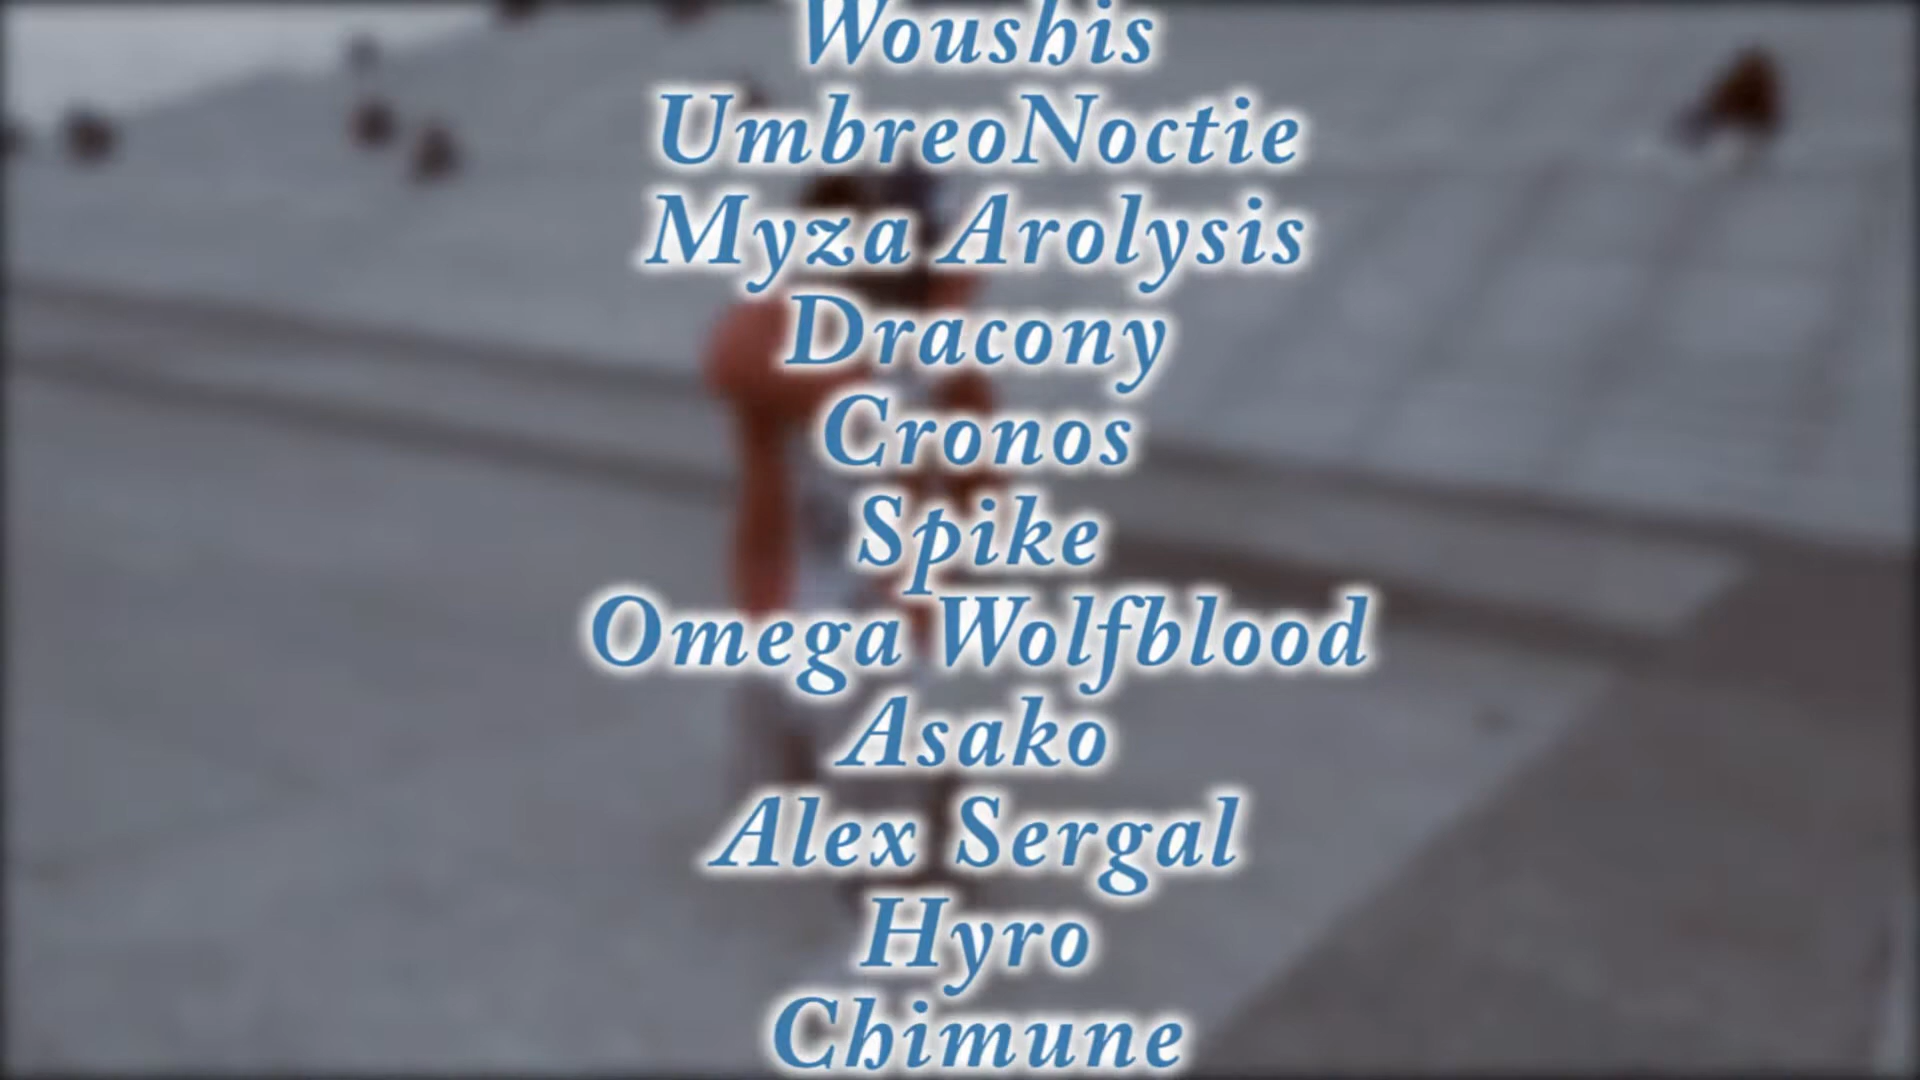 Woushis
UmbreoNoctie
Myza Arolysis
Dracony
Cronos
Spike
Omega Wolfblood
Asako
Alex Sergal
Hyro
Chimune